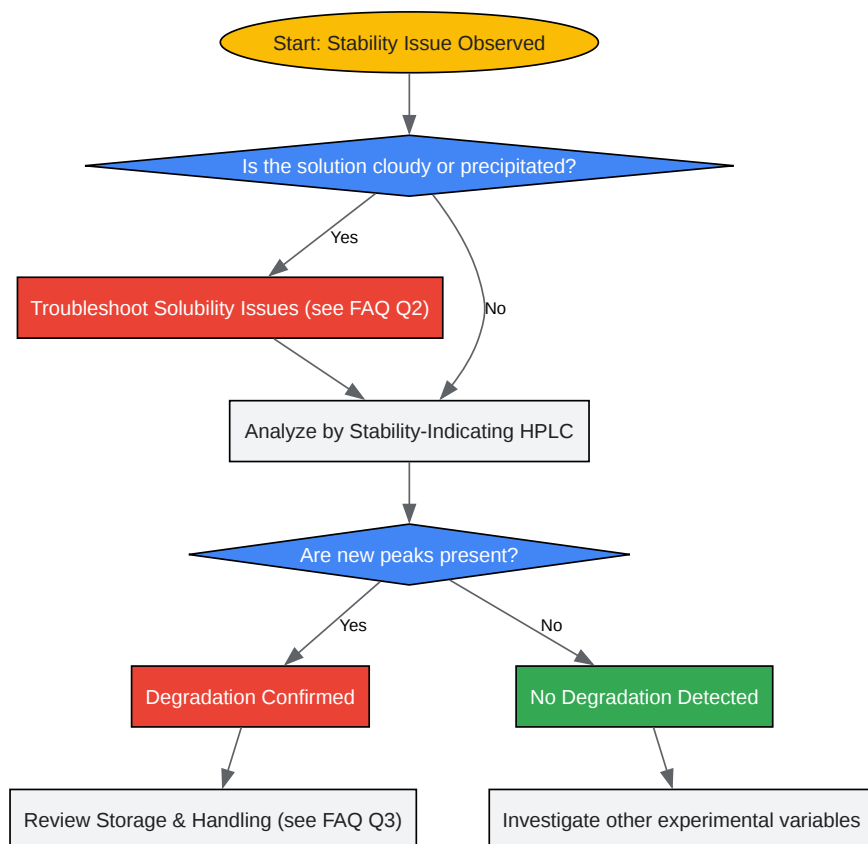 Start: Stability Issue Observed
Is the solution cloudy or precipitated?
Yes
Troubleshoot Solubility Issues (see FAQ Q2)
No
Analyze by Stability-Indicating HPLC
Are new peaks present?
Yes
No
Degradation Confirmed
No Degradation Detected
Review Storage & Handling (see FAQ Q3)
Investigate other experimental variables